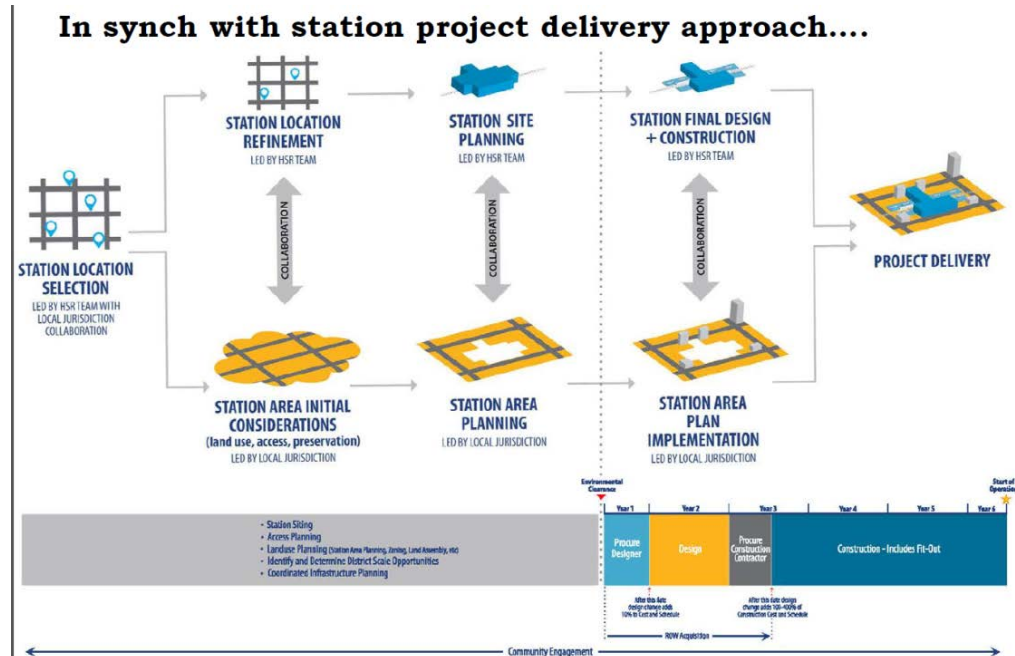 In synch with station project delivery approach....
STATION LOCATION
REFINEMENT
LED BY HSR TEAM
STATION SITE
PLANNING
LED BY HSR TEAM
STATION FINAL DESIGN
+ CONSTRUCTION
LED BY HSR TEAM
COLLABORATION
COLLABORATION
COLLABORATION
STATION LOCATION
SELECTION
LED BY HSR TEAM WITH
LOCAL JURISDICTION
COLLABORATION
PROJECT DELIVERY
STATION AREA INITIAL
CONSIDERATIONS
(land use, access, preservation)
LED BY LOCAL JURISDICTION
STATION AREA
PLANNING
LED BY LOCAL JURISDICTION
STATION AREA
PLAN
IMPLEMENTATION
LED BY LOCAL JURISDICTION
Environmental
Clearance
Start of
Operation
Year 1
Year 2
Year 3
Year 4
Year 5
Year 6
• Station Siting
• Access Planning
• Landuse Planning (Station Area Planning, Zoning, Land Assembly, etc)
• Identify and Determine District Scale Opportunities
• Coordinated Infrastructure Planning
Procure
Designer
Design
Procure
Construction
Contractor
Construction - Includes Fit-Out
After this date
design change adds
10% to Cost and Schedule
After this date design
change adds 100-400% of
Construction Cost and Schedule
ROW Acquisition
Community Engagement